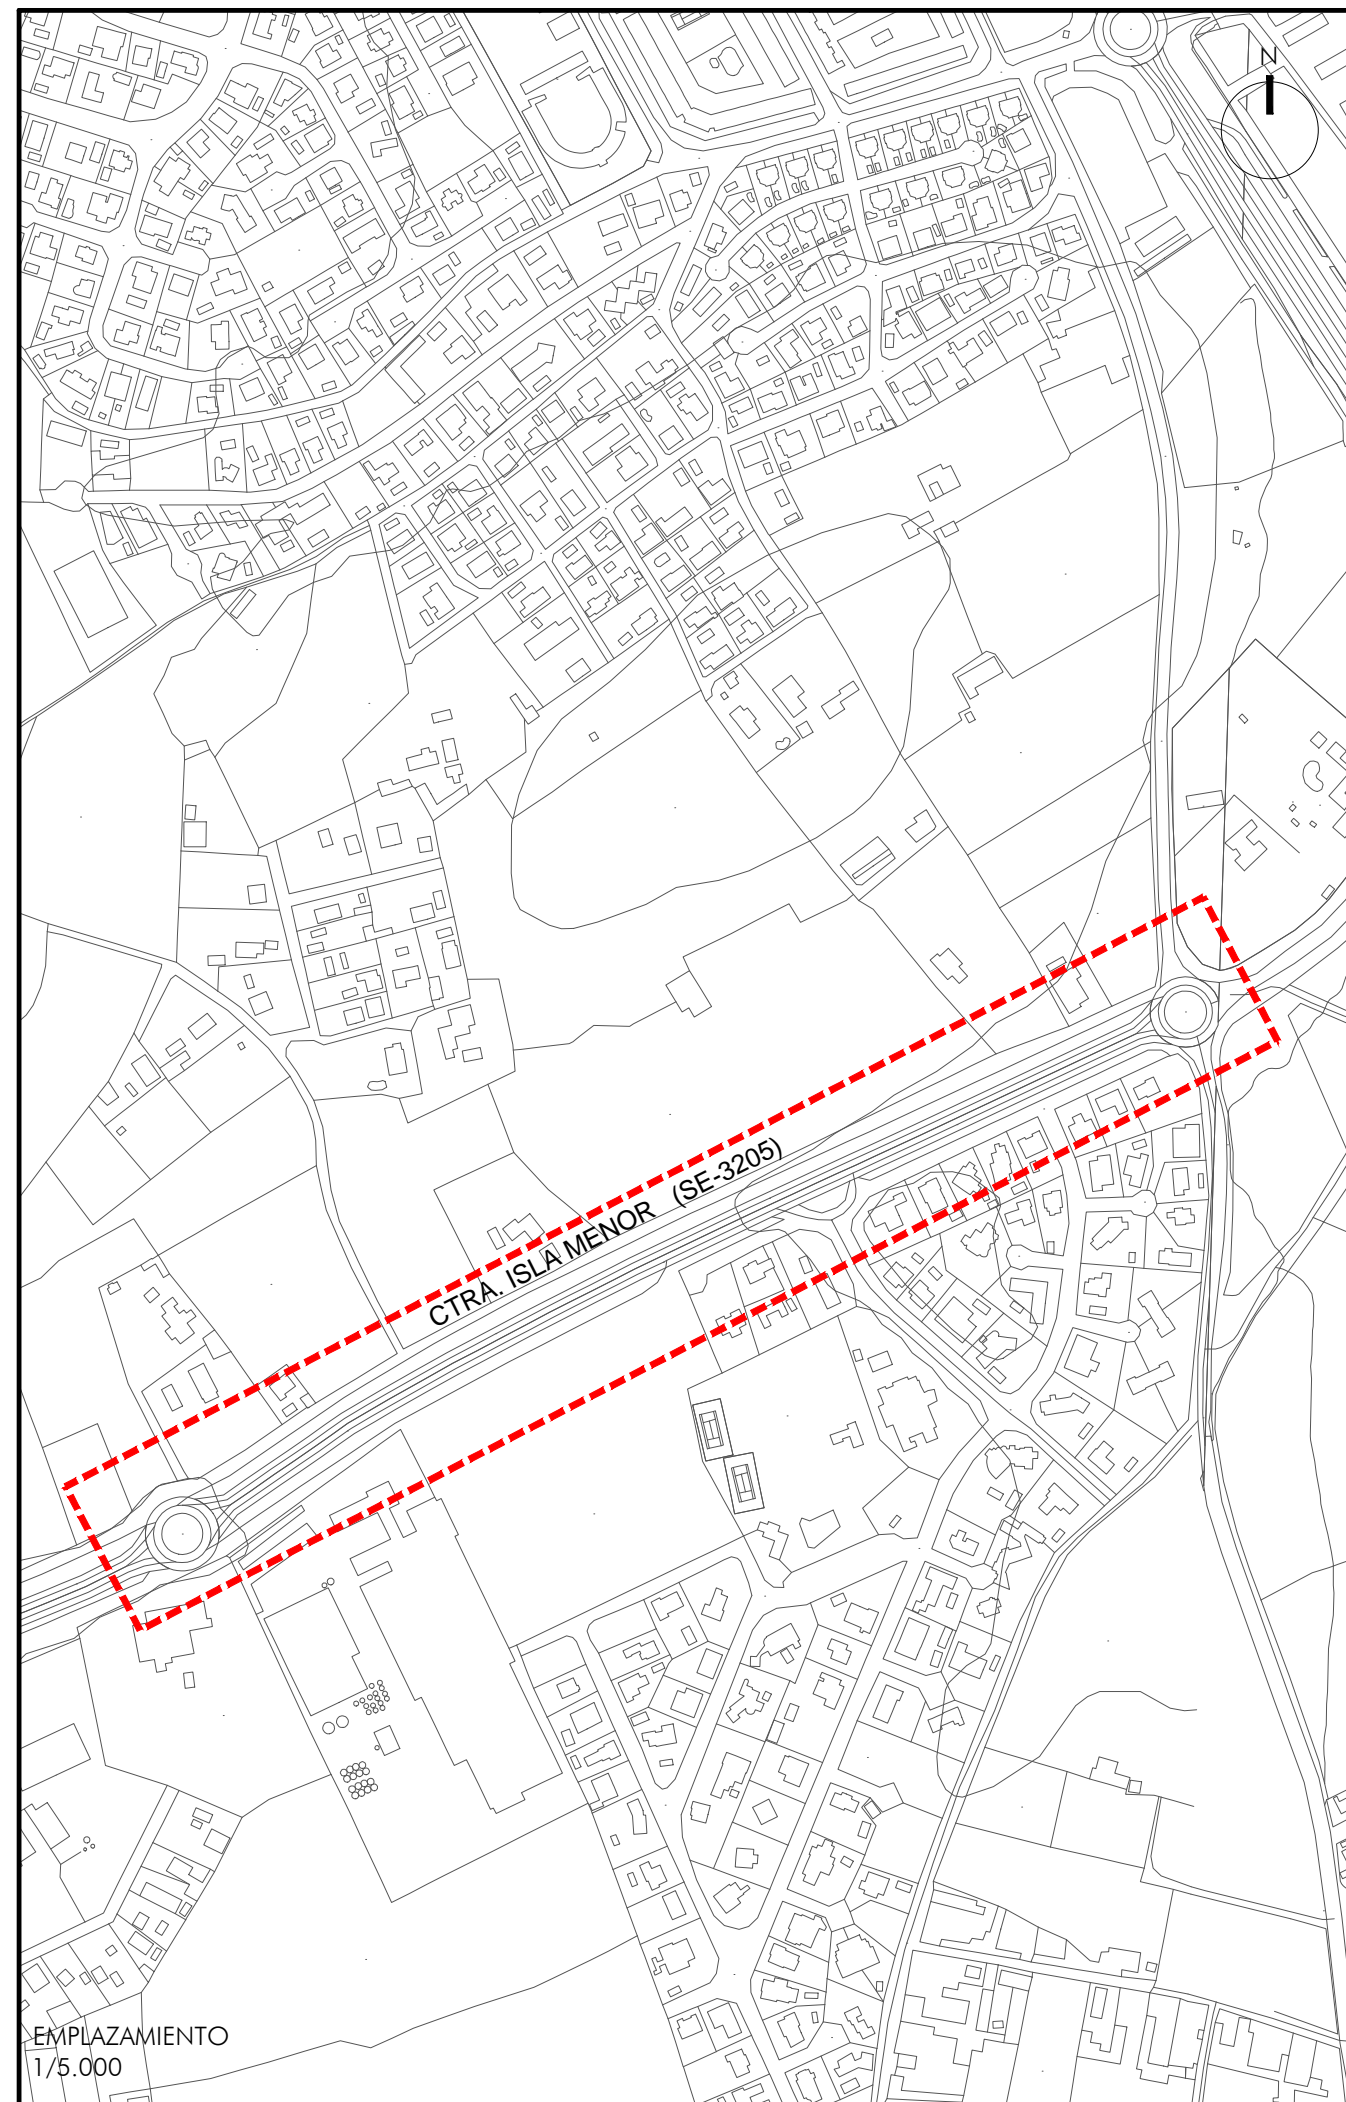 N
CTRA. ISLA MENOR (SE-3205)
EMPLAZAMIENTO
1/5.000